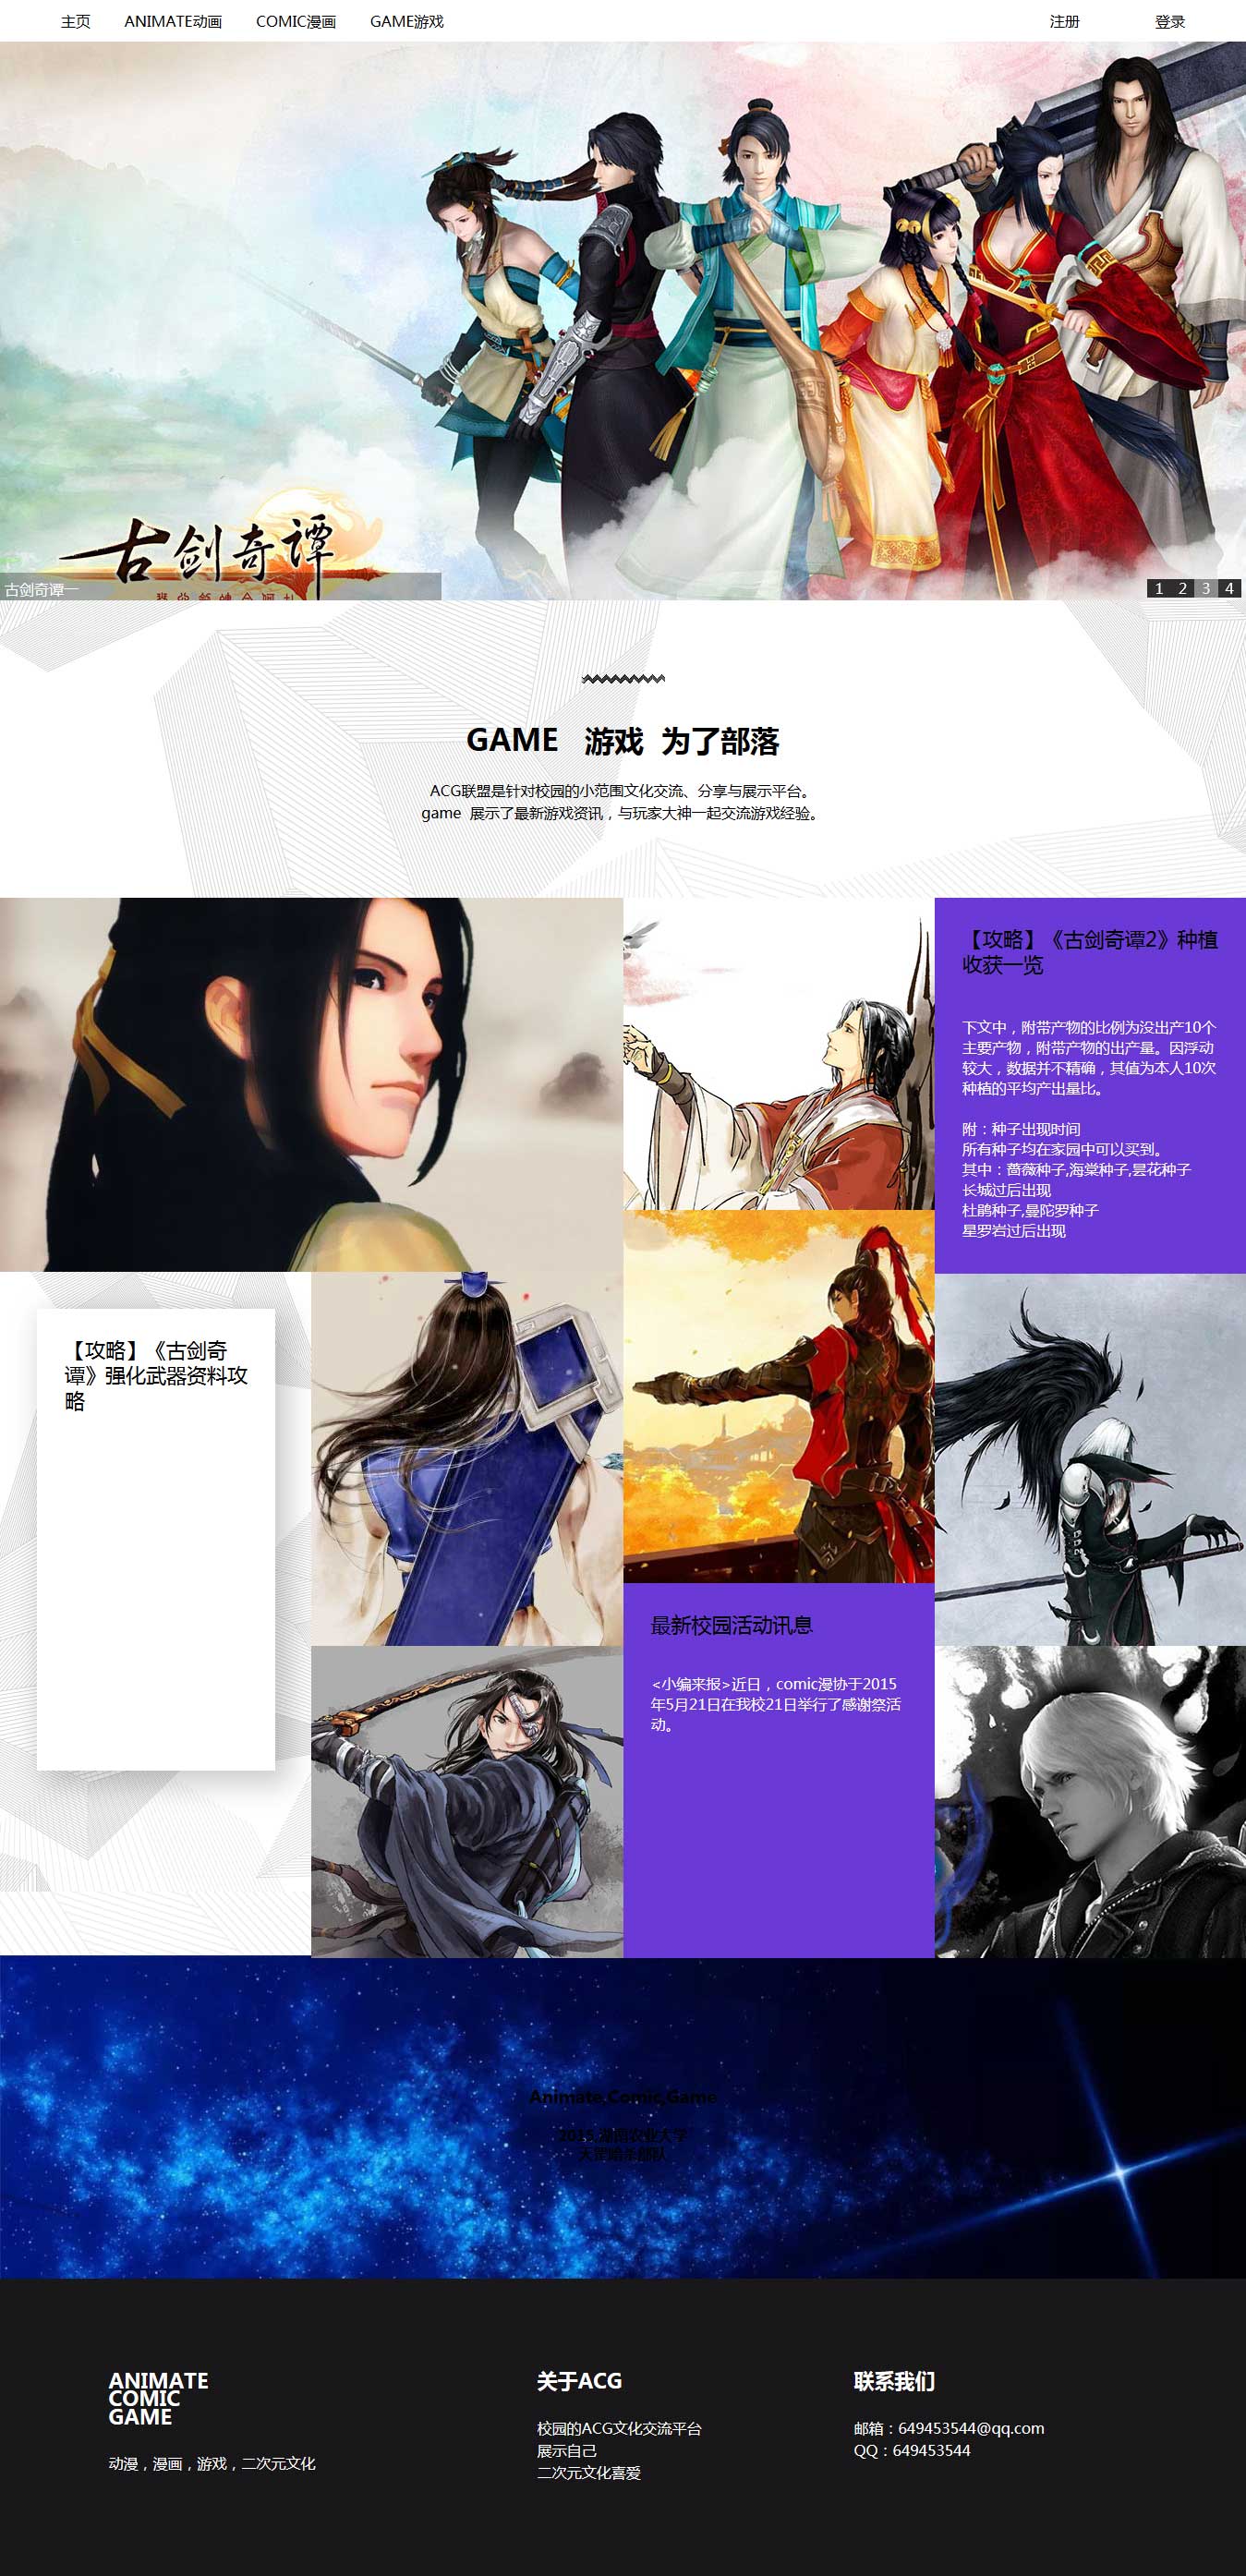 主页 ANIMATE动画 COMIC漫画 GAME游戏 注册 登录
古剑奇谭
古剑奇谭一
1 2 3 4
GAME 游戏 为了部落
ACG联盟是针对校园的小范围文化交流、分享与展示平台。
game 展示了最新游戏资讯，与玩家大神一起交流游戏经验。
【攻略】《古剑奇谭2》种植
收获一览
下文中，附带产物的比例为没出产10个
主要产物，附带产物的出产量。因浮动
较大，数据并不精确，其值为本人10次
种植的平均产出量比。
附：种子出现时间
所有种子均在家园中可以买到。
其中：蔷薇种子,海棠种子,昙花种子
长城过后出现
杜鹃种子,曼陀罗种子
星罗岩过后出现
【攻略】《古剑奇
谭》强化武器资料攻
略
最新校园活动讯息
<小编来报>近日，comic漫协于2015
年5月21日在我校21日举行了感谢祭活
动。
Animate,Comic,Game
2015,湖南农业大学
ANIMATE
COMIC
GAME
动漫，漫画，游戏，二次元文化
关于ACG
校园的ACG文化交流平台
展示自己
二次元文化喜爱
联系我们
邮箱：649453544@qq.com
QQ：649453544